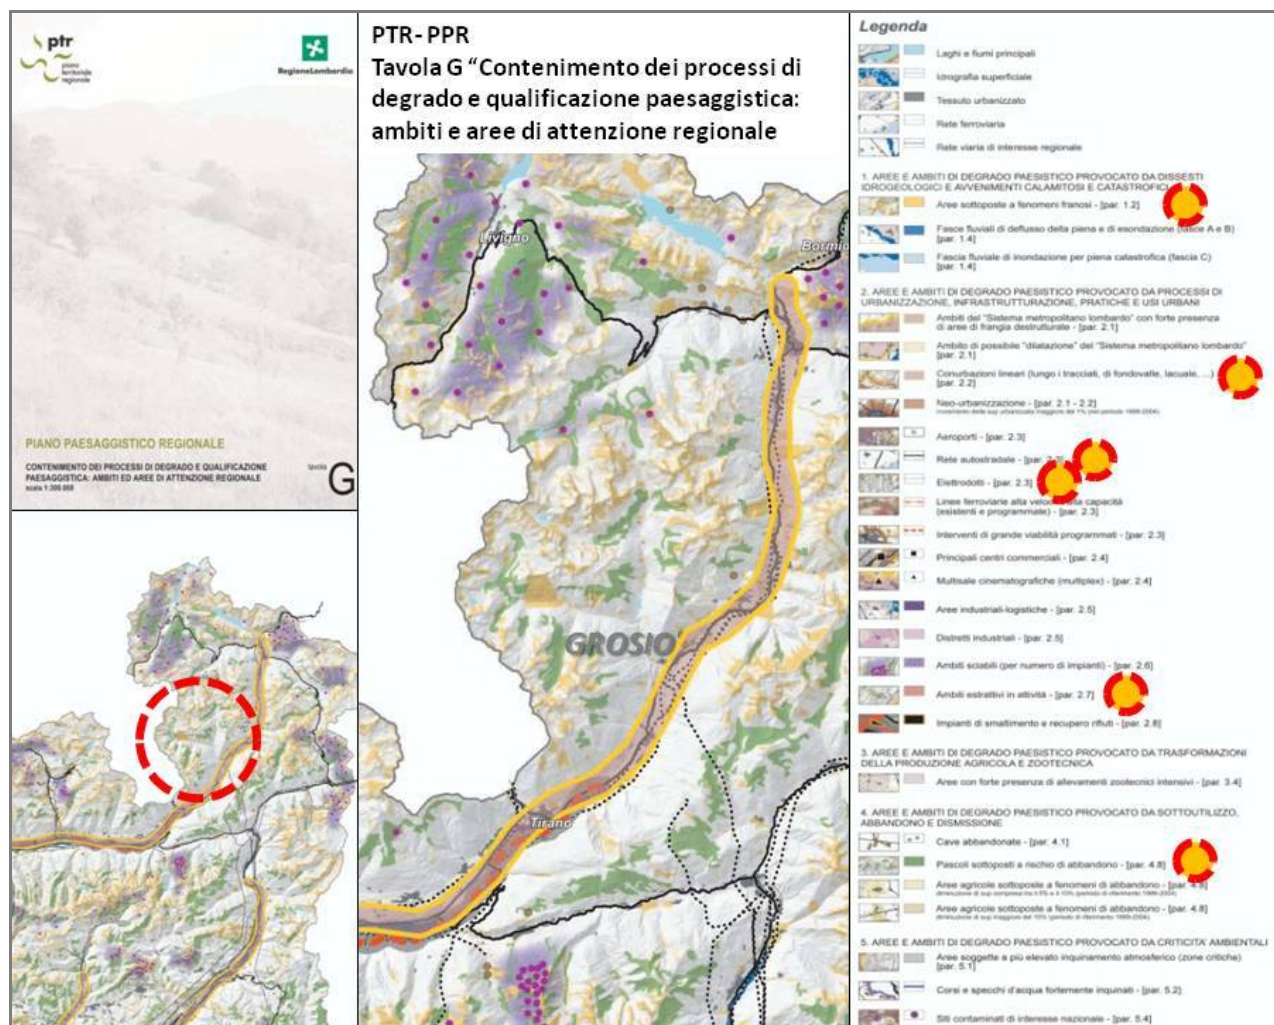 ptr
piano
territoriale
regionale
RegioneLombardia
PIANO PAESAGGISTICO REGIONALE
CONTENIMENTO DEI PROCESSI DI DEGRADO E QUALIFICAZIONE
PAESAGGISTICA: AMBITI ED AREE DI ATTENZIONE REGIONALE
scala 1:300.000
tavola G
PTR- PPR
Tavola G “Contenimento dei processi di
degrado e qualificazione paesaggistica:
ambiti e aree di attenzione regionale
Livigno
Bormio
GROSIO
Tirano
Legenda
Laghi e fiumi principali
Idrografia superficiale
Tessuto urbanizzato
Rete ferroviaria
Rete viaria di interesse regionale
1. AREE E AMBITI DI DEGRADO PAESISTICO PROVOCATO DA DISSESTI
IDROGEOLOGICI E AVVENIMENTI CALAMITOSI E CATASTROFICI
Aree sottoposte a fenomeni franosi - [par. 1.2]
Fasce fluviali di deflusso della piena e di esondazione (fasce A e B)
[par. 1.4]
Fascia fluviale di inondazione per piena catastrofica (fascia C)
[par. 1.4]
2. AREE E AMBITI DI DEGRADO PAESISTICO PROVOCATO DA PROCESSI DI
URBANIZZAZIONE, INFRASTRUTTURAZIONE, PRATICHE E USI URBANI
Ambiti del "Sistema metropolitano lombardo" con forte presenza
di aree di frangia destrutturate - [par. 2.1]
Ambito di possibile "dilatazione" del "Sistema metropolitano lombardo"
[par. 2.1]
Conurbazioni lineari (lungo i tracciati, di fondovalle, lacuale, ...)
[par. 2.2]
Neo-urbanizzazione - [par. 2.1 - 2.2]
Aeroporti - [par. 2.3]
Rete autostradale - [par. 2.3]
Elettrodotti - [par. 2.3]
Linee ferroviarie alta velocità/alta capacità
(esistenti e programmate) - [par. 2.3]
Interventi di grande viabilità programmati - [par. 2.3]
Principali centri commerciali - [par. 2.4]
Multisale cinematografiche (multiplex) - [par. 2.4]
Aree industriali-logistiche - [par. 2.5]
Distretti industriali - [par. 2.5]
Ambiti sciabili (per numero di impianti) - [par. 2.6]
Ambiti estrattivi in attività - [par. 2.7]
Impianti di smaltimento e recupero rifiuti - [par. 2.8]
3. AREE E AMBITI DI DEGRADO PAESISTICO PROVOCATO DA TRASFORMAZIONI
DELLA PRODUZIONE AGRICOLA E ZOOTECNICA
Aree con forte presenza di allevamenti zootecnici intensivi - [par. 3.4]
4. AREE E AMBITI DI DEGRADO PAESISTICO PROVOCATO DA SOTTOUTILIZZO,
ABBANDONO E DISMISSIONE
Cave abbandonate - [par. 4.1]
Pascoli sottoposti a rischio di abbandono - [par. 4.8]
Aree agricole sottoposte a fenomeni di abbandono - [par. 4.8]
Aree agricole sottoposte a fenomeni di abbandono - [par. 4.8]
5. AREE E AMBITI DI DEGRADO PAESISTICO PROVOCATO DA CRITICITA' AMBIENTALI
Aree soggette a più elevato inquinamento atmosferico (zone critiche)
[par. 5.1]
Corsi e specchi d'acqua fortemente inquinati - [par. 5.2]
Siti contaminati di interesse nazionale - [par. 5.4]